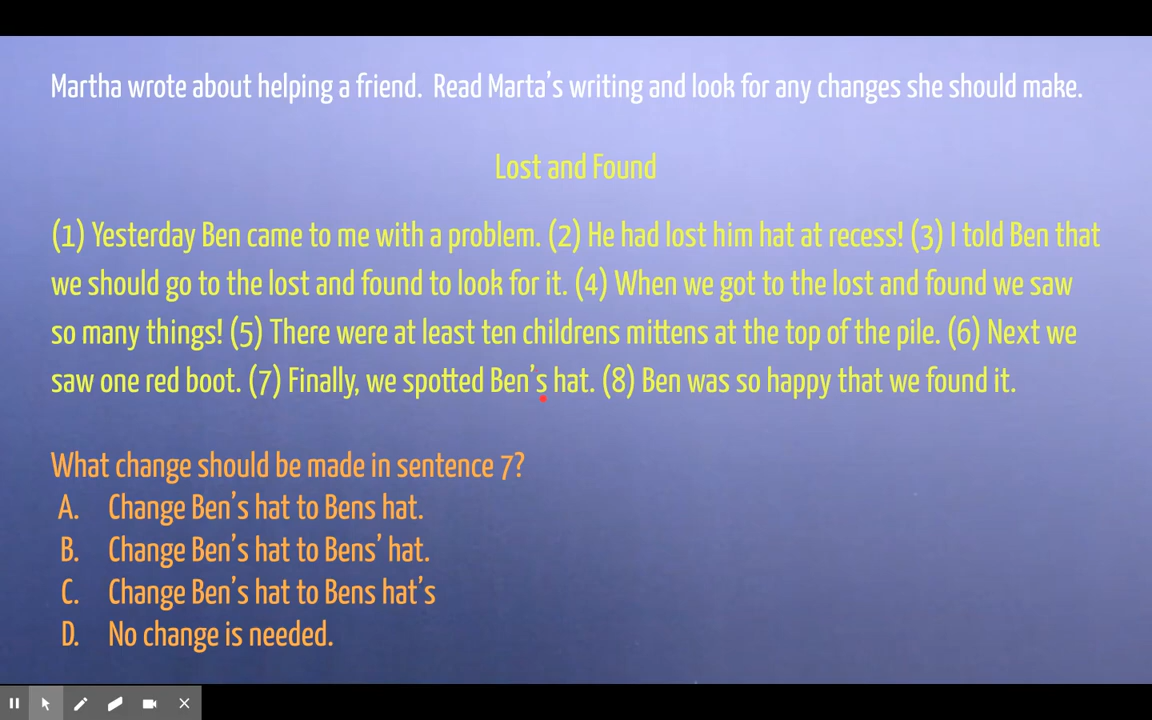 Martha wrote about helping a friend.  Read Marta’s writing and look for any changes she should make.
Lost and Found
(1) Yesterday Ben came to me with a problem. (2) He had lost him hat at recess! (3) I told Ben that
we should go to the lost and found to look for it. (4) When we got to the lost and found we saw
so many things! (5) There were at least ten childrens mittens at the top of the pile. (6) Next we
saw one red boot. (7) Finally, we spotted Ben’s hat. (8) Ben was so happy that we found it.
What change should be made in sentence 7?
A. Change Ben’s hat to Bens hat.
B. Change Ben’s hat to Bens’ hat.
C. Change Ben’s hat to Bens hat’s
D. No change is needed.